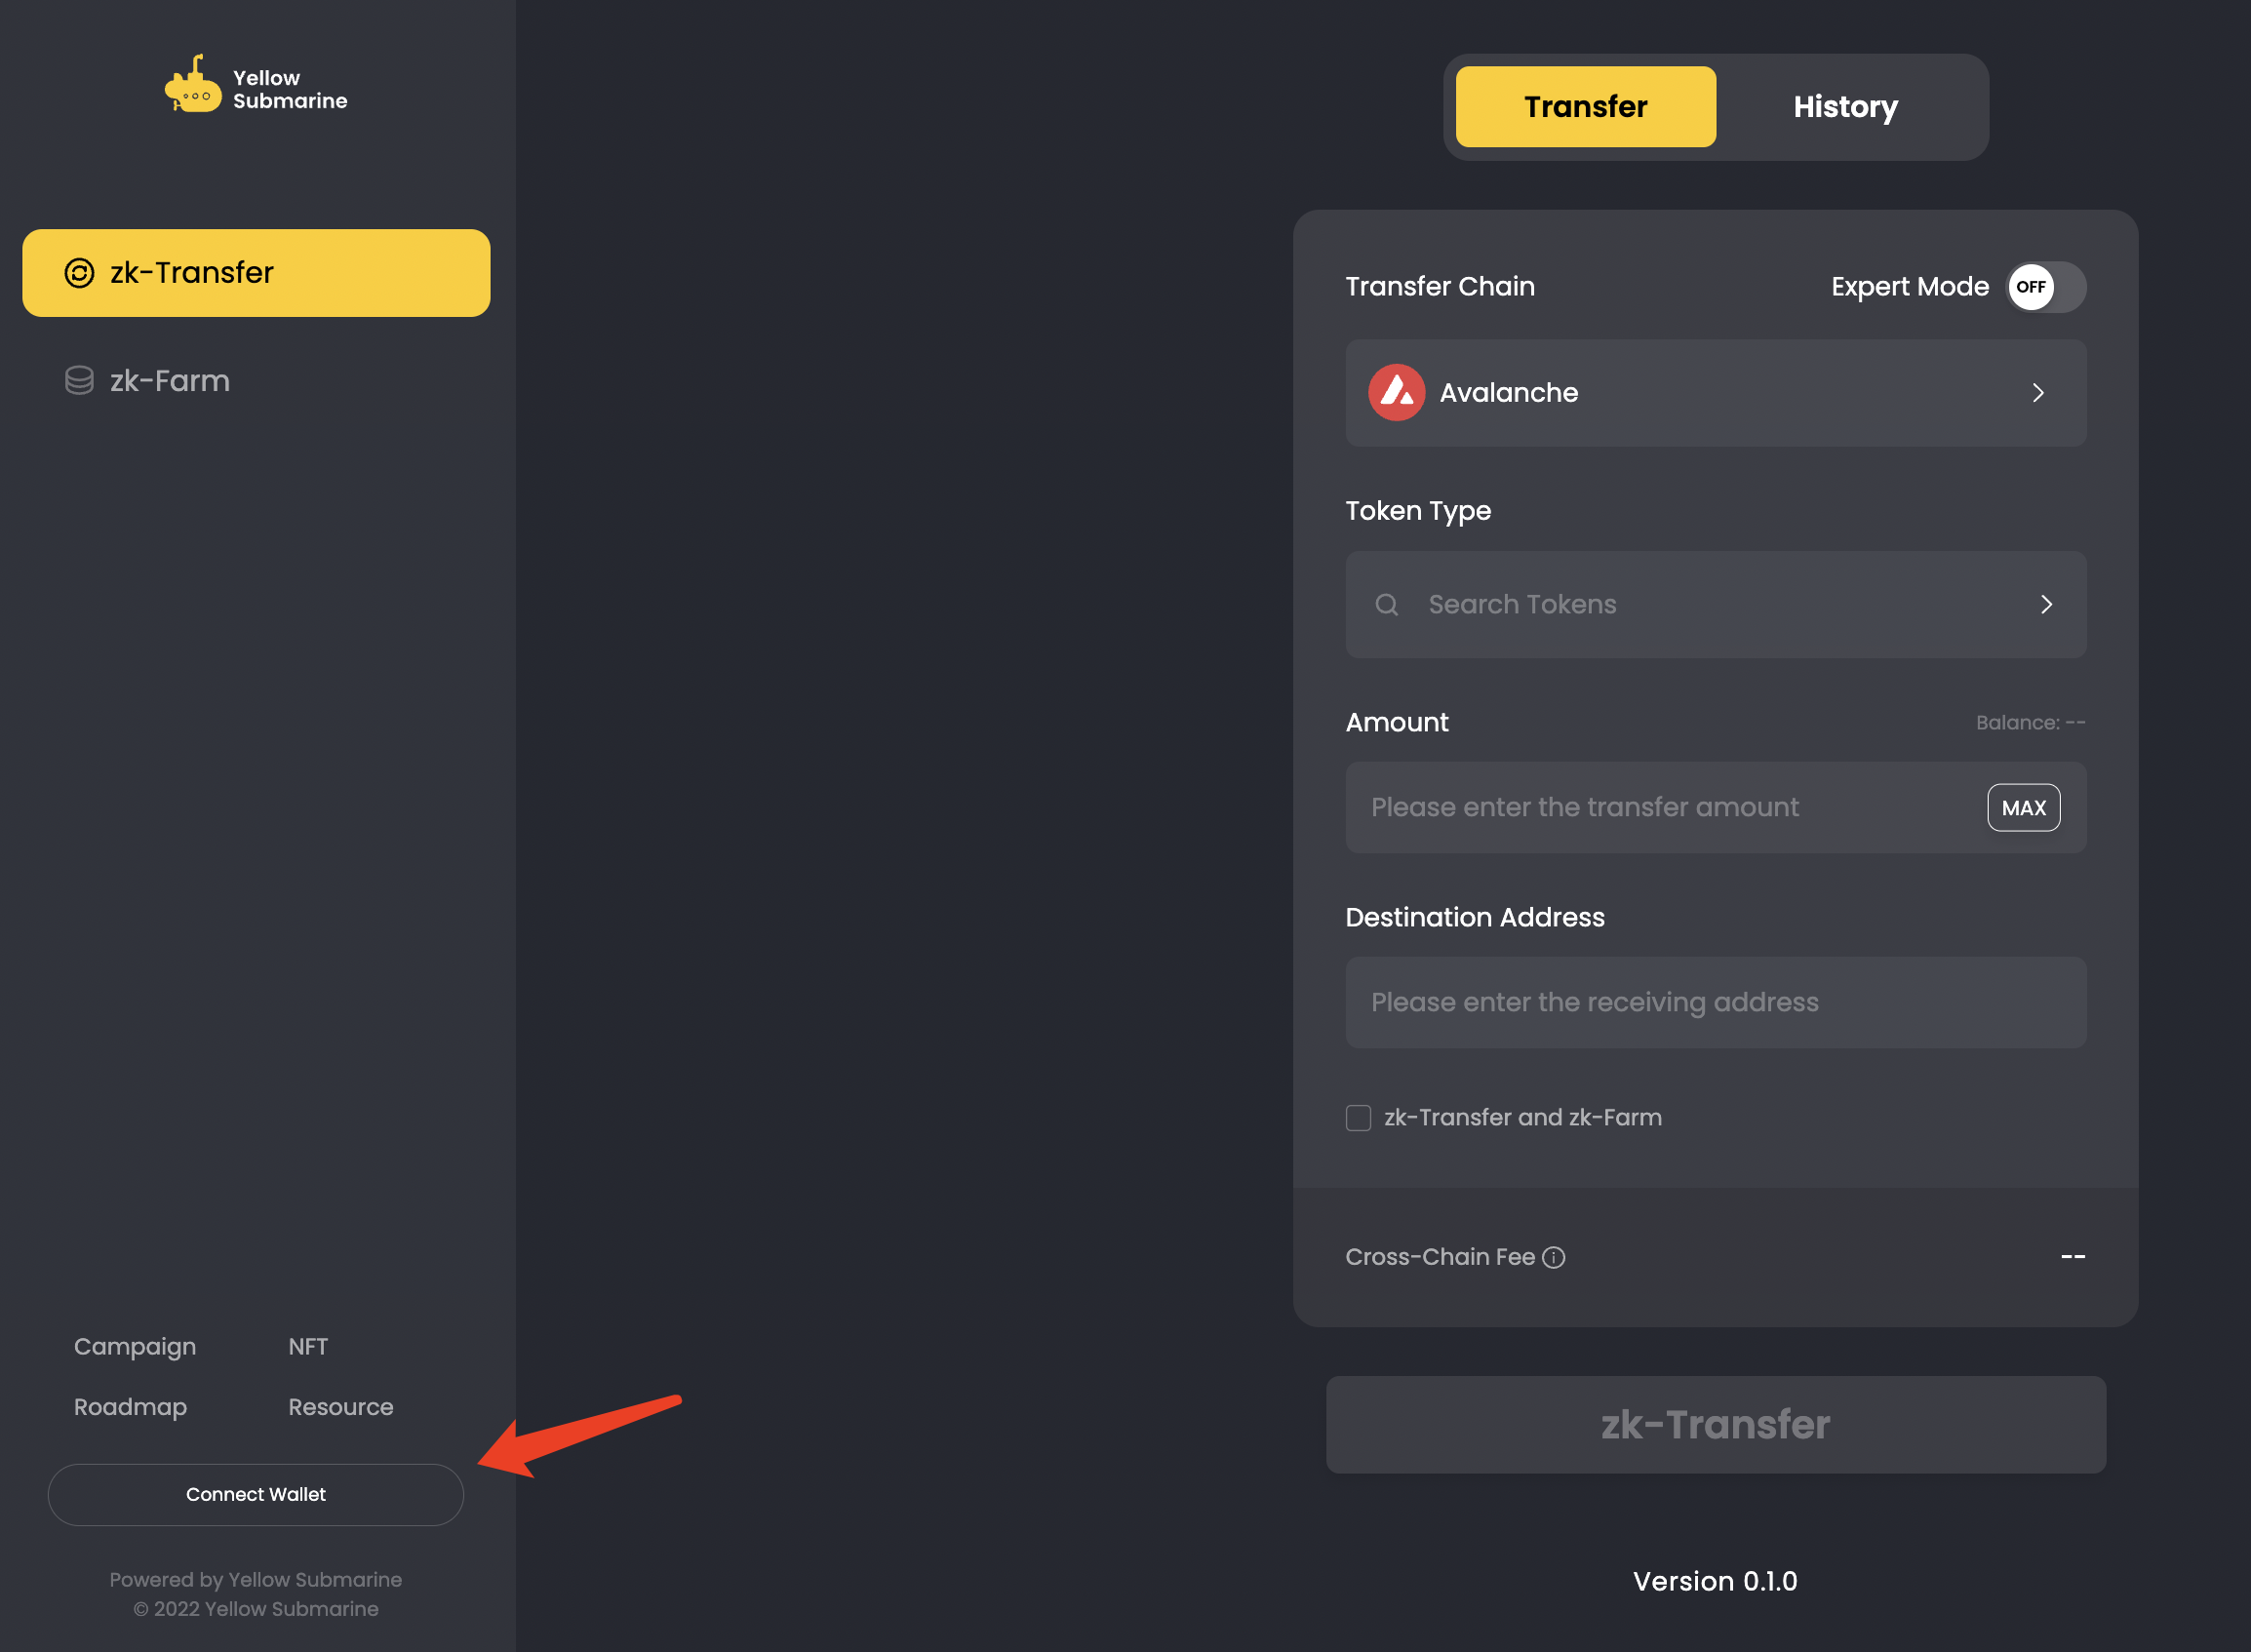 Yellow
Submarine
zk-Transfer
zk-Farm
Campaign
NFT
Roadmap
Resource
Connect Wallet
Powered by Yellow Submarine
© 2022 Yellow Submarine
Transfer
History
Transfer Chain
Expert Mode
OFF
Avalanche
Token Type
Search Tokens
Amount
Balance: --
Please enter the transfer amount
MAX
Destination Address
Please enter the receiving address
zk-Transfer and zk-Farm
Cross-Chain Fee
--
zk-Transfer
Version 0.1.0